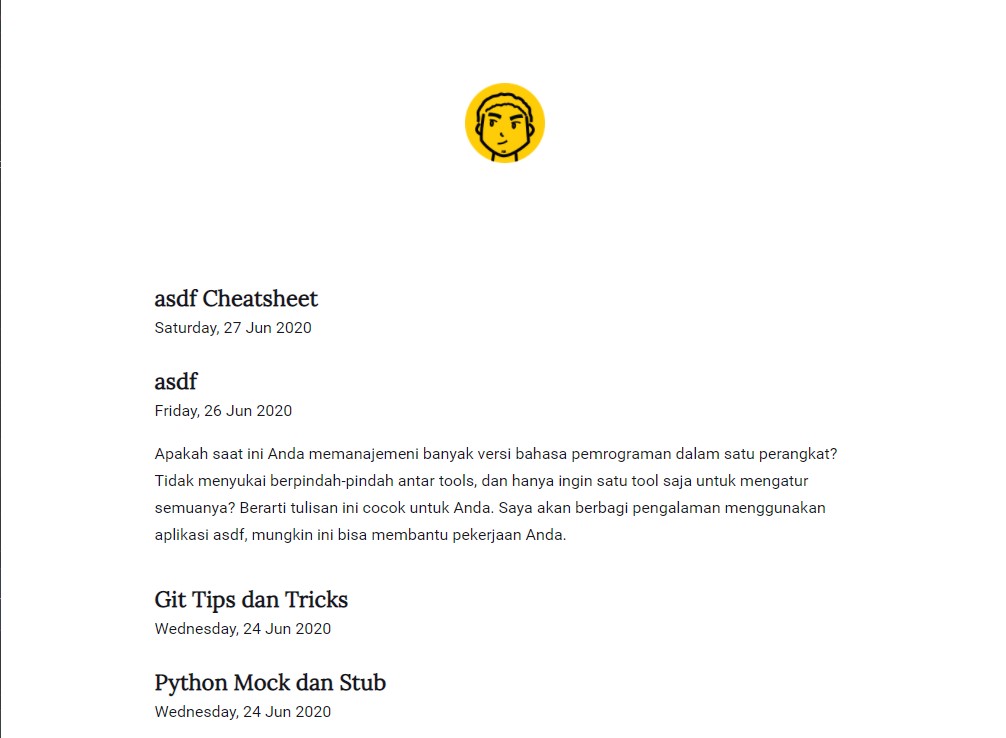 asdf Cheatsheet
Saturday, 27 Jun 2020
asdf
Friday, 26 Jun 2020
Apakah saat ini Anda memanajemeni banyak versi bahasa pemrograman dalam satu perangkat?
Tidak menyukai berpindah-pindah antar tools, dan hanya ingin satu tool saja untuk mengatur
semuanya? Berarti tulisan ini cocok untuk Anda. Saya akan berbagi pengalaman menggunakan
aplikasi asdf, mungkin ini bisa membantu pekerjaan Anda.
Git Tips dan Tricks
Wednesday, 24 Jun 2020
Python Mock dan Stub
Wednesday, 24 Jun 2020